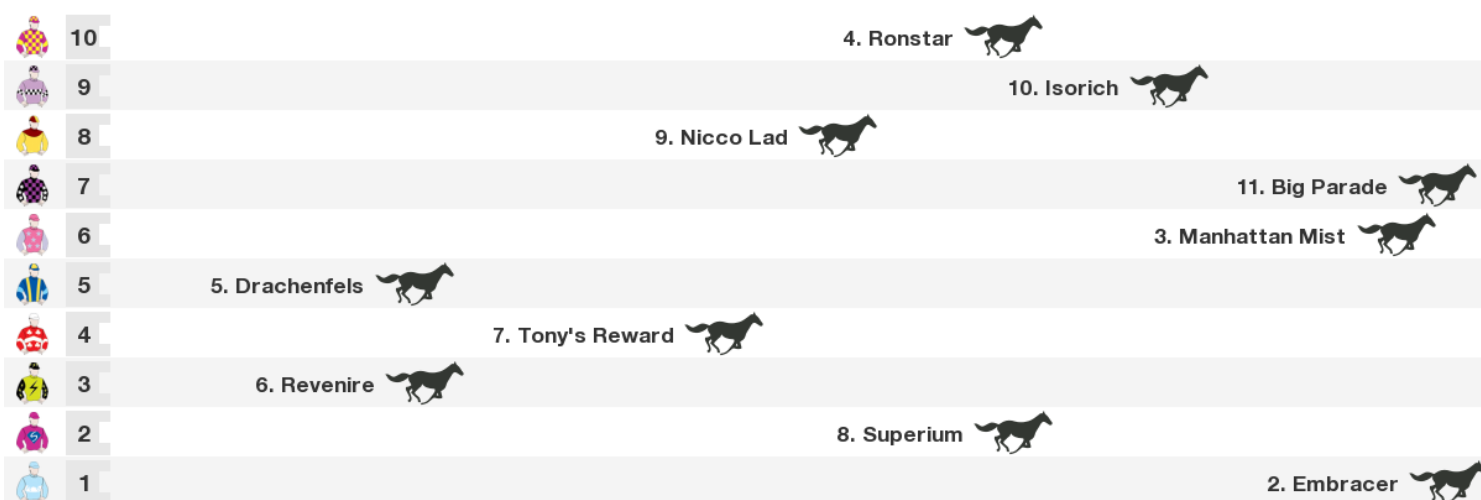 10 4. Ronstar
9 10. Isorich
8 9. Nicco Lad
7 11. Big Parade
6 3. Manhattan Mist
5 5. Drachenfels
4 7. Tony's Reward
3 6. Revenire
2 8. Superium
1 2. Embracer